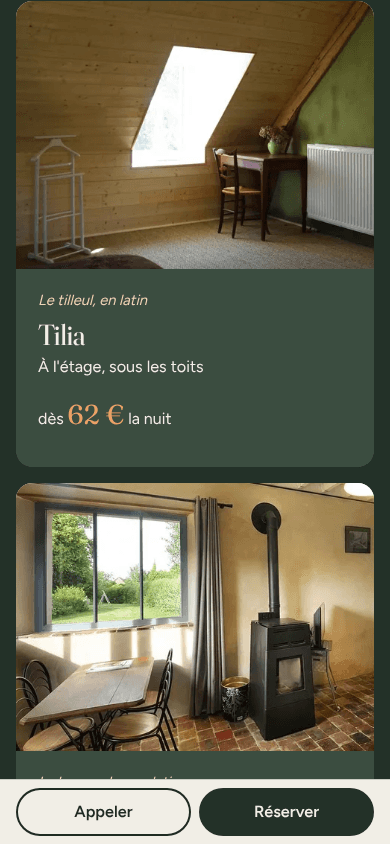 Le tilleul, en latin
Tilia
À l'étage, sous les toits
dès 62 € la nuit
Appeler
Réserver